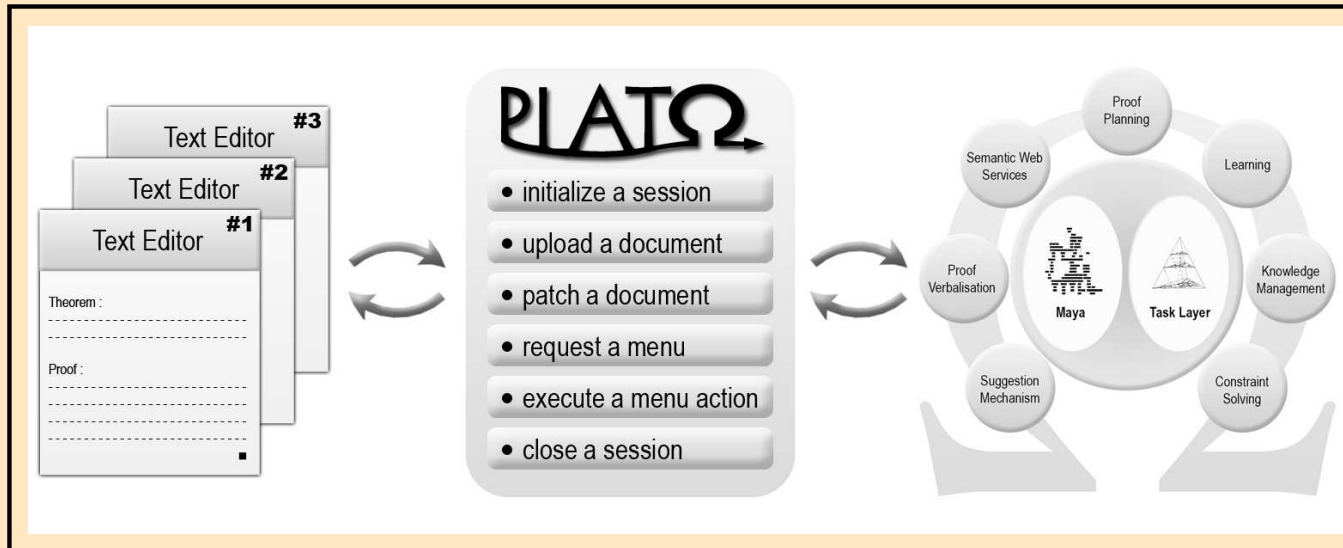 #3
Text Editor
#2
Text Editor
#1
Text Editor
Theorem :
Proof :
PLATΩ
• initialize a session
• upload a document
• patch a document
• request a menu
• execute a menu action
• close a session
Proof
Planning
Semantic Web
Services
Learning
Proof
Verbalisation
Maya
Task Layer
Knowledge
Management
Suggestion
Mechanism
Constraint
Solving